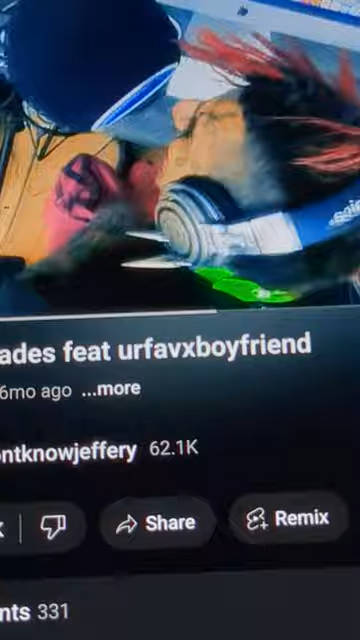 ades feat urfavxboyfriend
6mo ago ...more
ontknowjeffery 62.1K
Share
Remix
nts 331